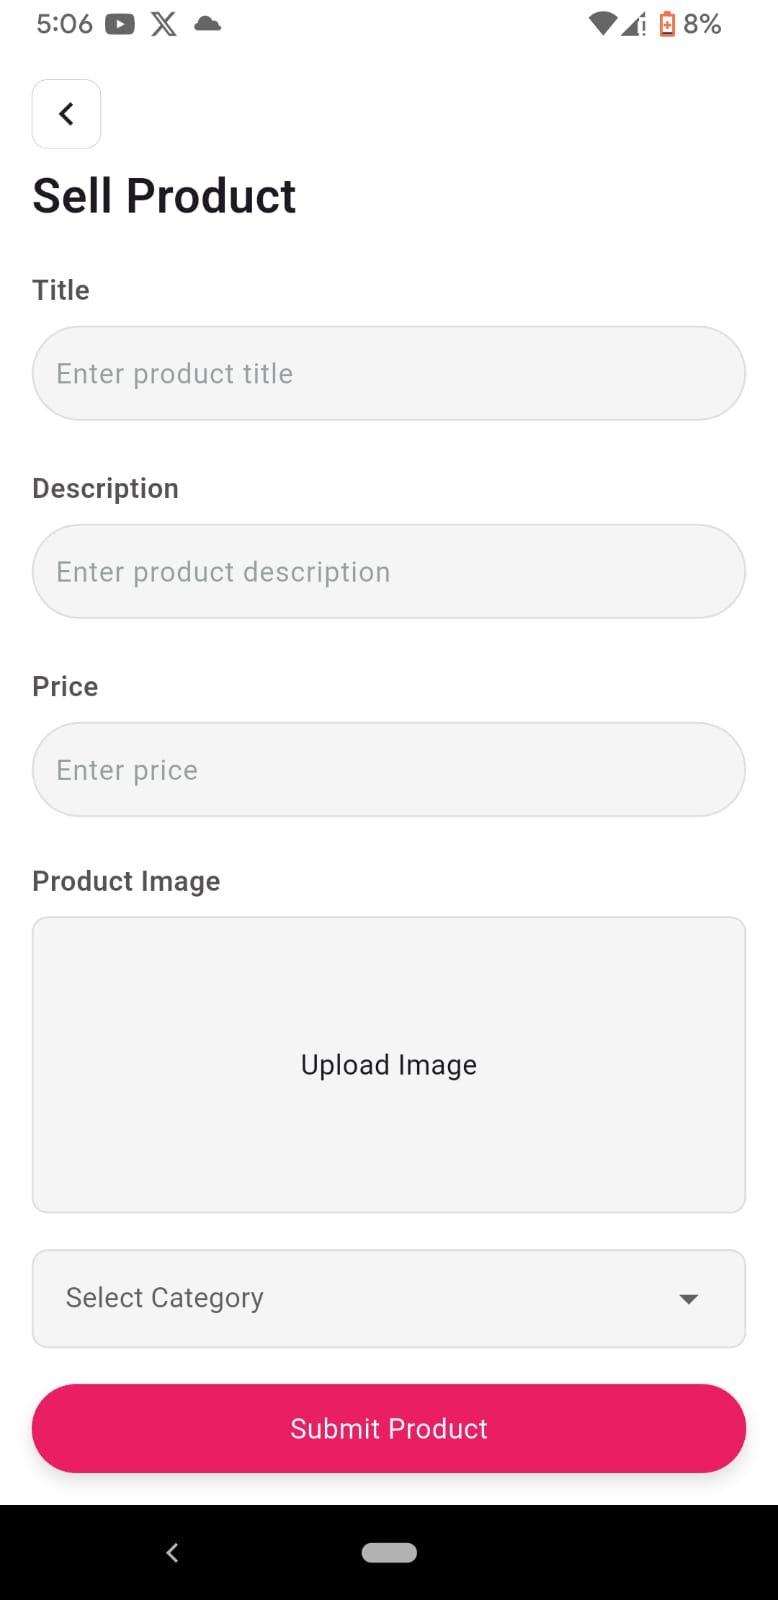 5:06 8%
Sell Product
Title
Enter product title
Description
Enter product description
Price
Enter price
Product Image
Upload Image
Select Category
Submit Product